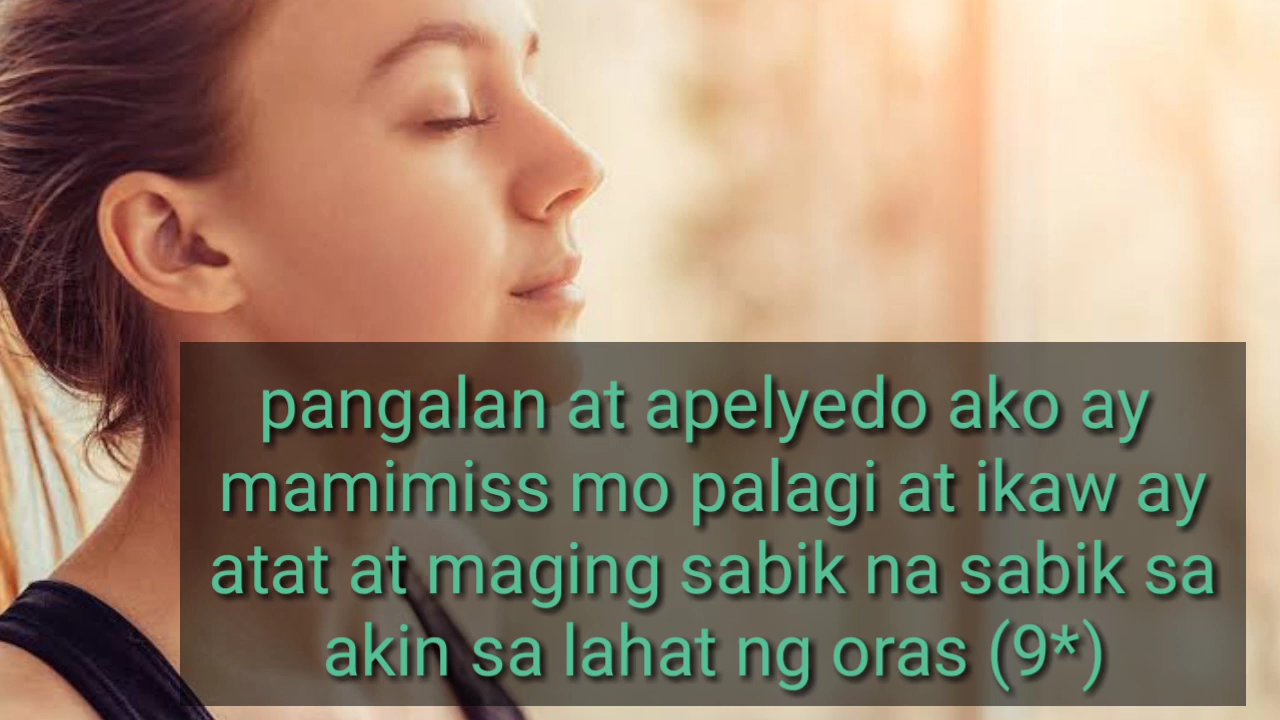 pangalan at apelyedo ako ay
mamimiss mo palagi at ikaw ay
atat at maging sabik na sabik sa
akin sa lahat ng oras (9*)